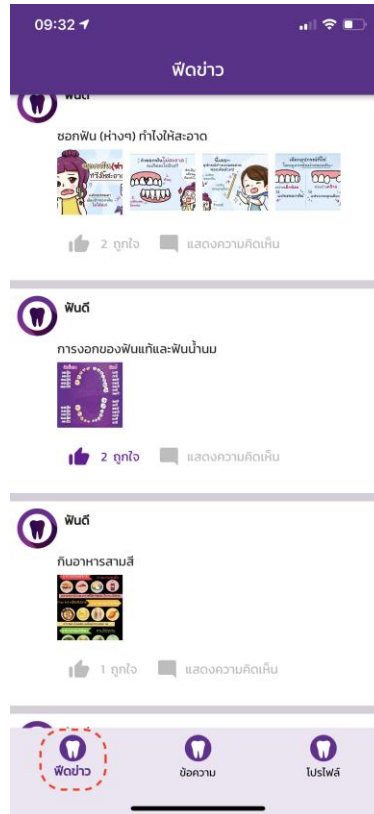 09:32
ฟีดข่าว
ฟันดี
ซอกฟัน (ห่างๆ) ทำไงให้สะอาด
2 ถูกใจ แสดงความคิดเห็น
ฟันดี
การงอกของฟันแท้และฟันน้ำนม
2 ถูกใจ แสดงความคิดเห็น
ฟันดี
กินอาหารสามสี
1 ถูกใจ แสดงความคิดเห็น
ฟีดข่าว ข้อความ โปรไฟล์